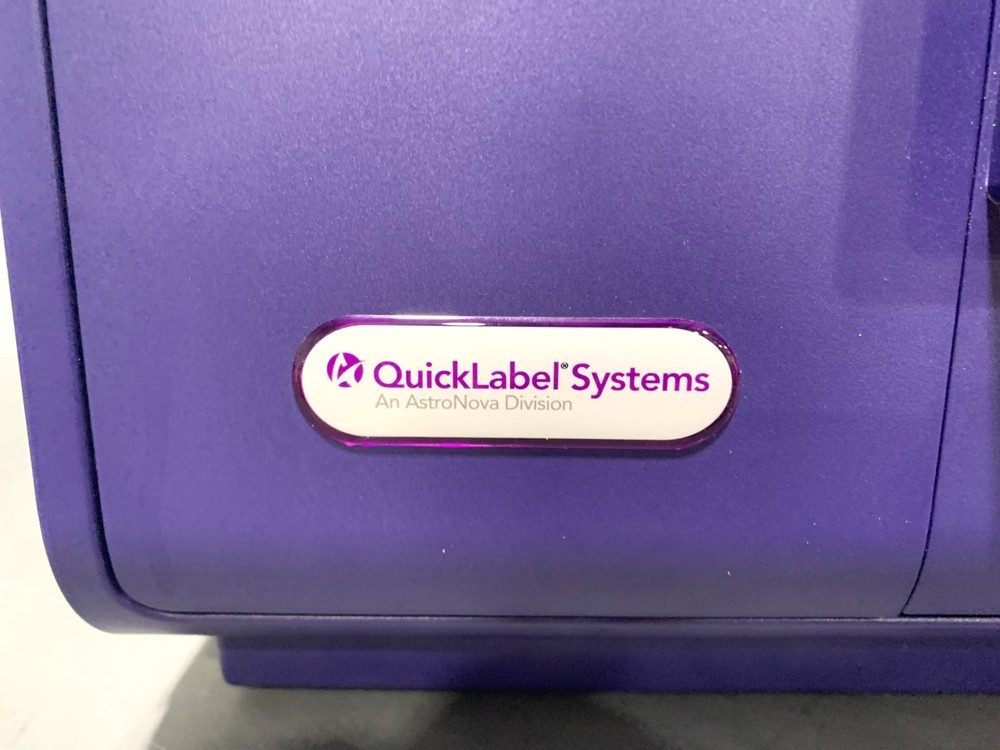 QuickLabel® Systems
An AstroNova Division